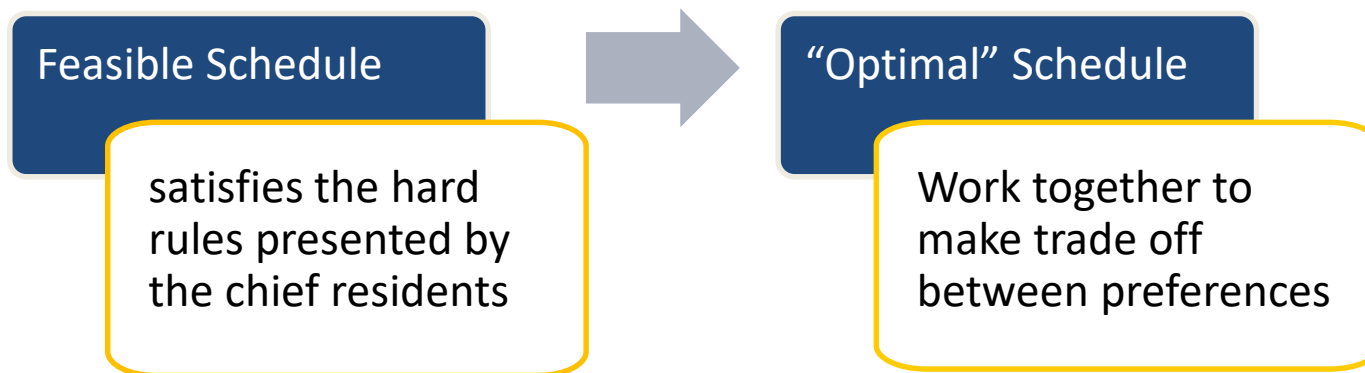 Feasible Schedule
satisfies the hard
rules presented by
the chief residents
“Optimal” Schedule
Work together to
make trade off
between preferences